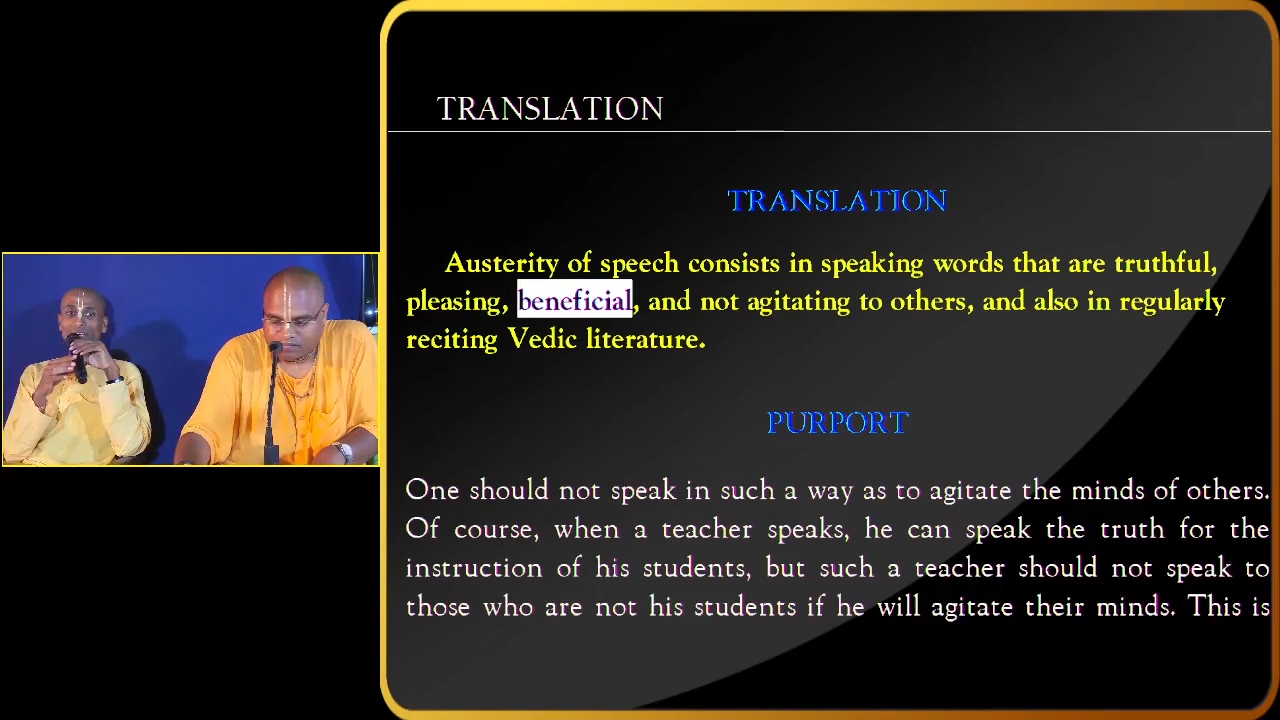 TRANSLATION
TRANSLATION
Austerity of speech consists in speaking words that are truthful,
pleasing, beneficial, and not agitating to others, and also in regularly
reciting Vedic literature.
PURPORT
One should not speak in such a way as to agitate the minds of others.
Of course, when a teacher speaks, he can speak the truth for the
instruction of his students, but such a teacher should not speak to
those who are not his students if he will agitate their minds. This is